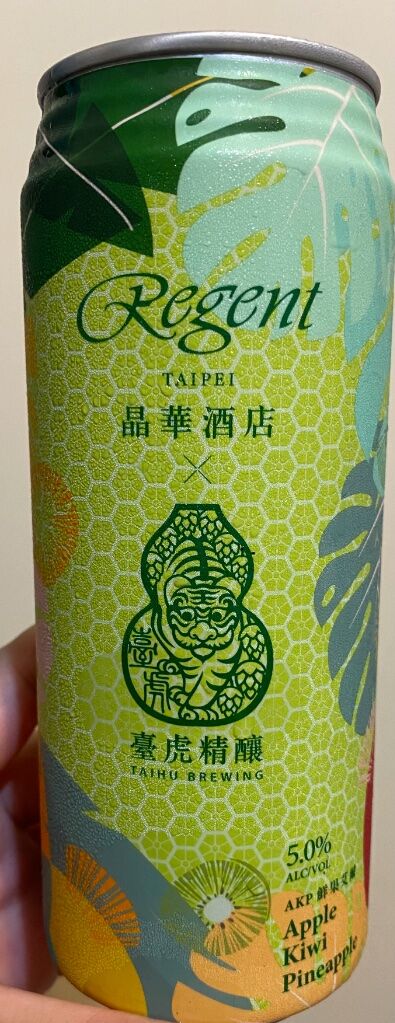 Regent
TAIPEI
晶華酒店
×
臺虎
臺虎精釀
TAIHU BREWING
5.0%
ALC/VOL
AKP 鮮果艾爾
Apple
Kiwi
Pineapple